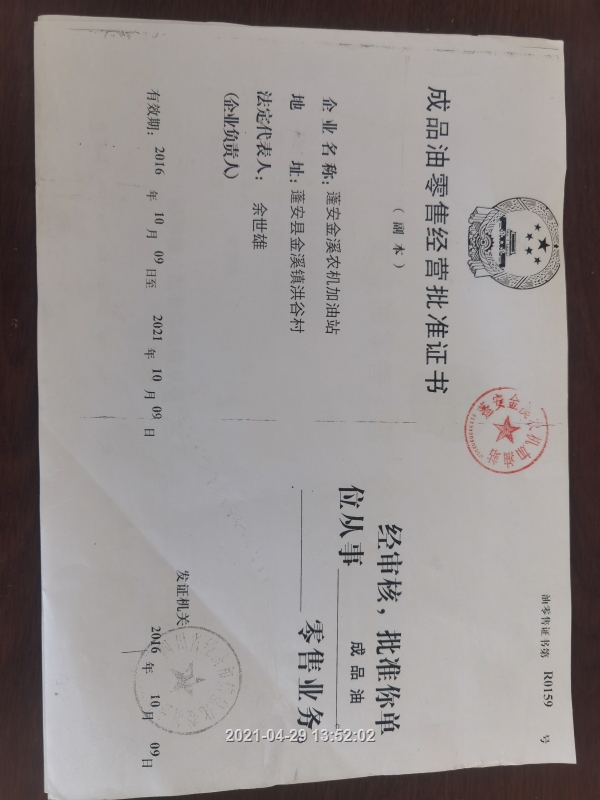 成品油零售经营批准证书
（副本）
企业名称：蓬安金溪农机加油站
地 址：蓬安县金溪镇洪谷村
法定代表人：余世雄
（企业负责人）
有效期：2016 年 10 月 09 日至 2021 年 10 月 09 日
油零售证书第 R0159 号
经审核，批准你单
位从事 成品油
零售业务。
发证机关
2016 年 10 月 09 日
2021-04-29 13:52:02